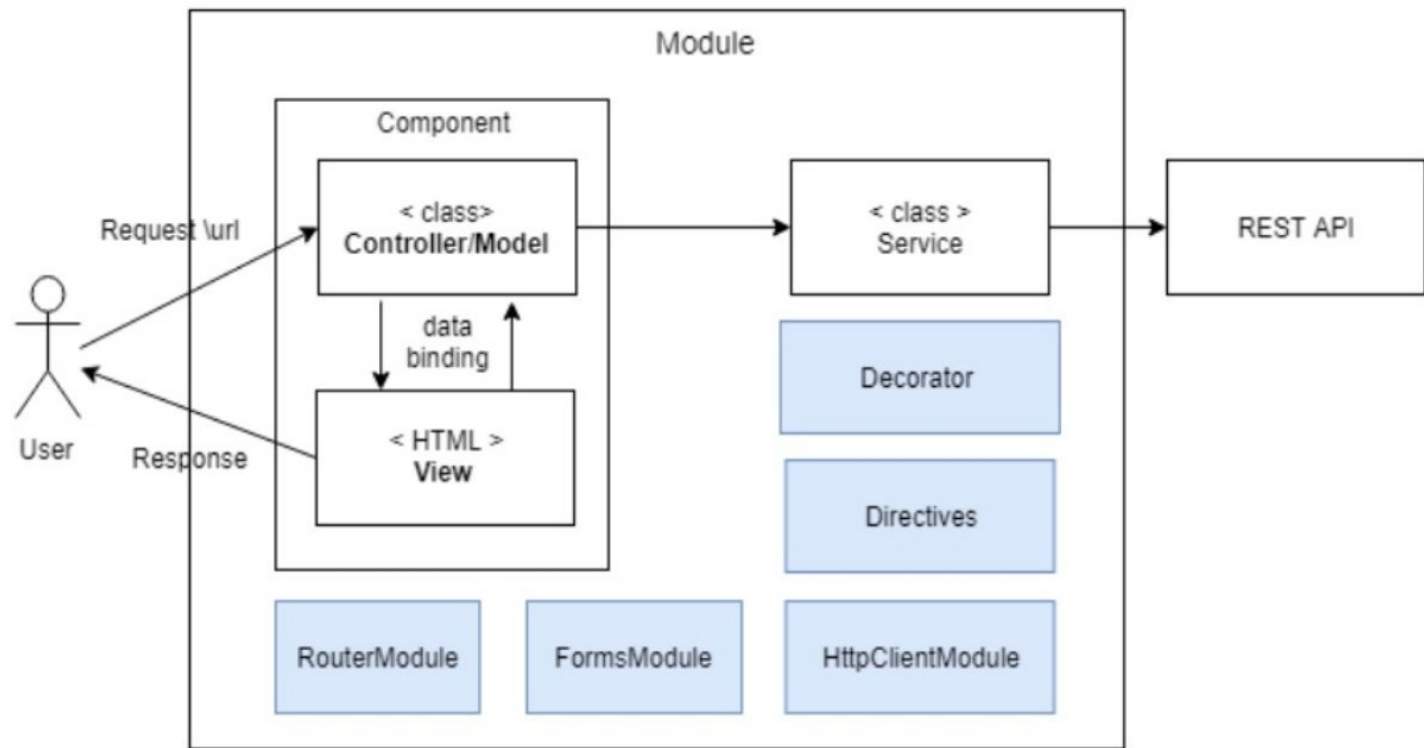 Module
Component
< class>
Controller/Model
< class >
Service
REST API
Request \url
data
binding
Decorator
< HTML >
View
User
Response
Directives
RouterModule
FormsModule
HttpClientModule